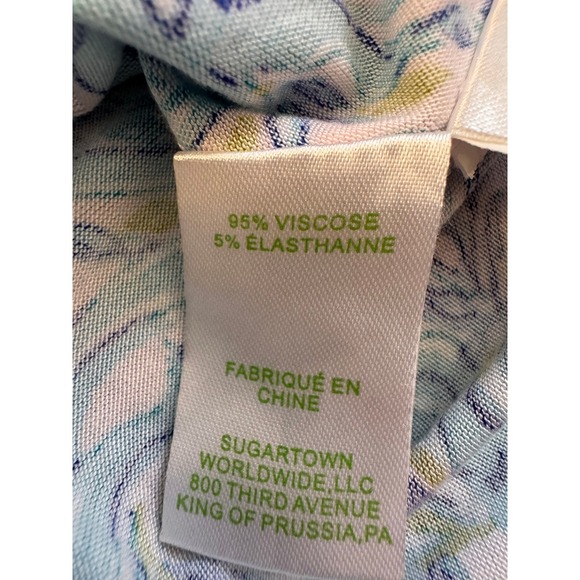 95% VISCOSE
5% ÉLASTHANNE
FABRIQUÉ EN
CHINE
SUGARTOWN
WORLDWIDE,LLC
800 THIRD AVENUE
KING OF PRUSSIA,PA